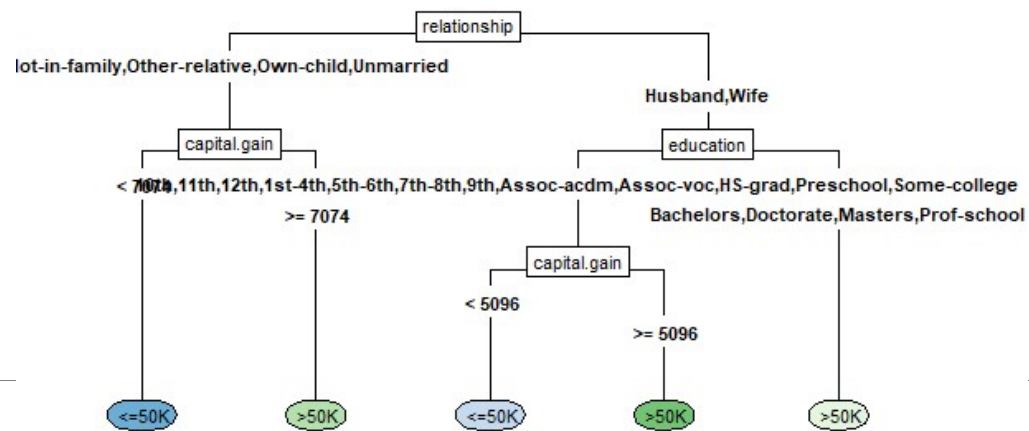 relationship
lot-in-family,Other-relative,Own-child,Unmarried
Husband,Wife
capital.gain
education
< 7074
10th,11th,12th,1st-4th,5th-6th,7th-8th,9th,Assoc-acdm,Assoc-voc,HS-grad,Preschool,Some-college
>= 7074
Bachelors,Doctorate,Masters,Prof-school
capital.gain
< 5096
>= 5096
<=50K
>50K
<=50K
>50K
>50K